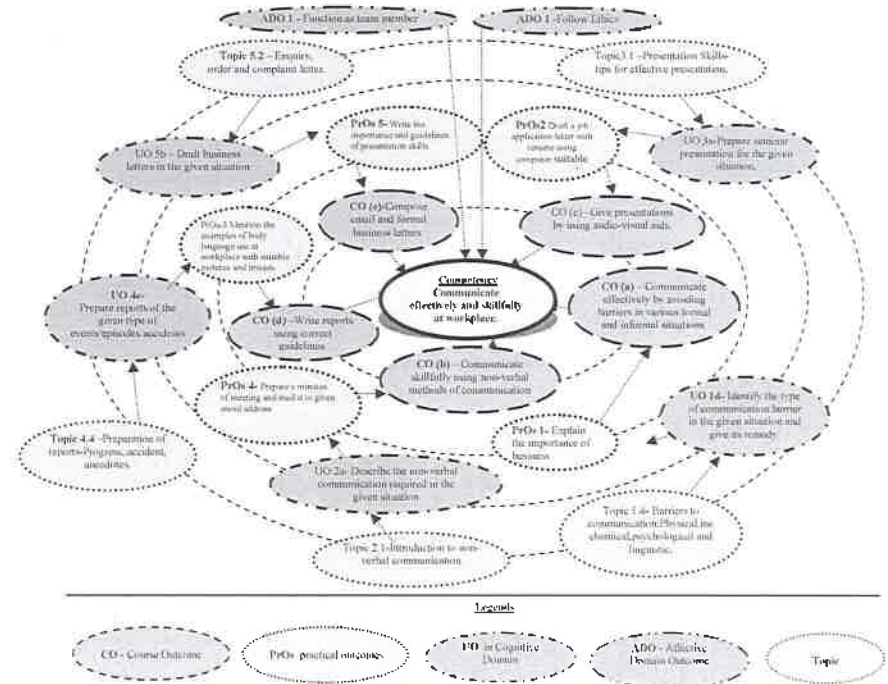 ADO 1 - Function as team member
ADO 1 -Follow Ethics
Topic 5.2 - Enquiry,
order and complaint letter.
Topic3.1 -Presentation Skills-
tips for effective presentation.
PrOs 5- Write the
importance and guidelines
of presentation skills.
PrOs2 Draft a job
application letter with
resume using
computer suitable
UO 5b - Draft business
letters in the given situation
UO 3a-Prepare seminar
presentation for the given
situation.
CO (e)-Compose
email and formal
business letters.
CO (c) - Give presentations
by using audio-visual aids.
PrOs3 Mention the
examples of body
language use at
workplace with suitable
pictures and images
Competency
Communicate
effectively and skillfully
at workplace.
CO (a) - Communicate
effectively by avoiding
barriers in various formal
and informal situations
UO 4c-
Prepare reports of the
given type of
events/episodes accidents
CO (d) -Write reports
using correct
guidelines
CO (b) - Communicate
skillfully using non-verbal
methods of communication
PrOs 4- Prepare minutes
of meeting and mail it to given
email address
UO 1d- Identify the type
of communication barrier
in the given situation and
give its remedy.
PrOs 1- Explain
the importance of
business
Topic 4.4 -Preparation of
reports-Progress, accident,
anecdotes.
UO 2a- Describe the non-verbal
communication required in the
given situation
Topic 1.4- Barriers to
communication:Physical,
chemical,psychological and
linguistic.
Topic 2.1-Introduction to non-
verbal communication
Legends
CO - Course Outcome
PrOs -practical outcomes
UO in Cognitive
Domain
ADO - Affective
Domain Outcome
Topic